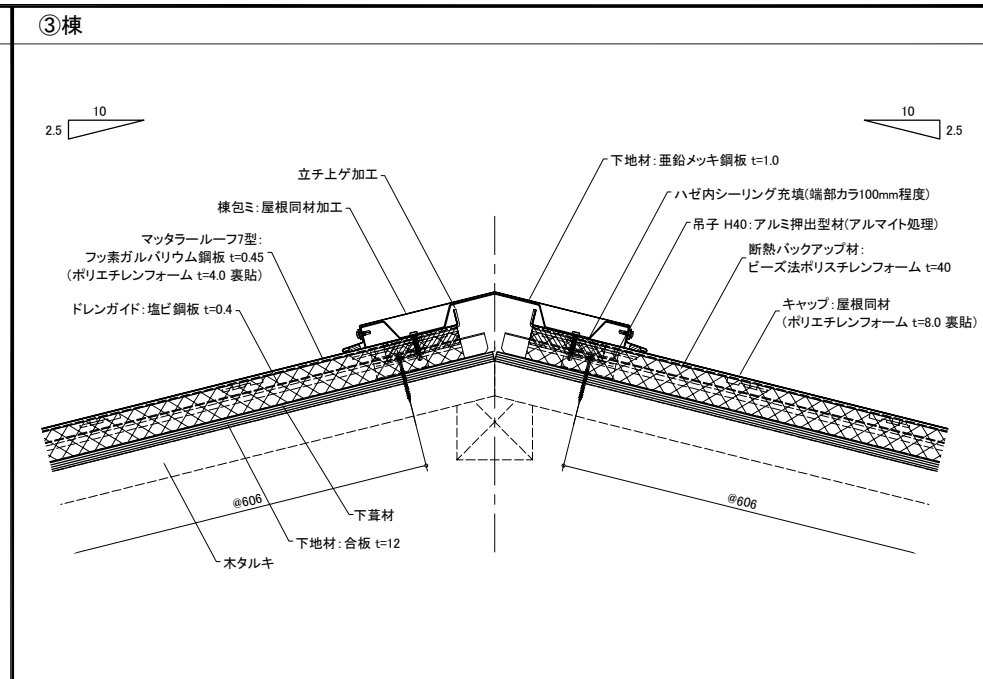 ③棟
10
2.5
10
2.5
立チ上ゲ加工
棟包ミ:屋根同材加工
マッタラールーフ7型:
フッ素ガルバリウム鋼板 t=0.45
(ポリエチレンフォーム t=4.0 裏貼)
ドレンガイド:塩ビ鋼板 t=0.4
下地材:亜鉛メッキ鋼板 t=1.0
ハゼ内シーリング充填(端部カラ100mm程度)
吊子 H40:アルミ押出型材(アルマイト処理)
断熱バックアップ材:
ビーズ法ポリスチレンフォーム t=40
キャップ:屋根同材
(ポリエチレンフォーム t=8.0 裏貼)
@606
@606
下葺材
下地材:合板 t=12
木タルキ